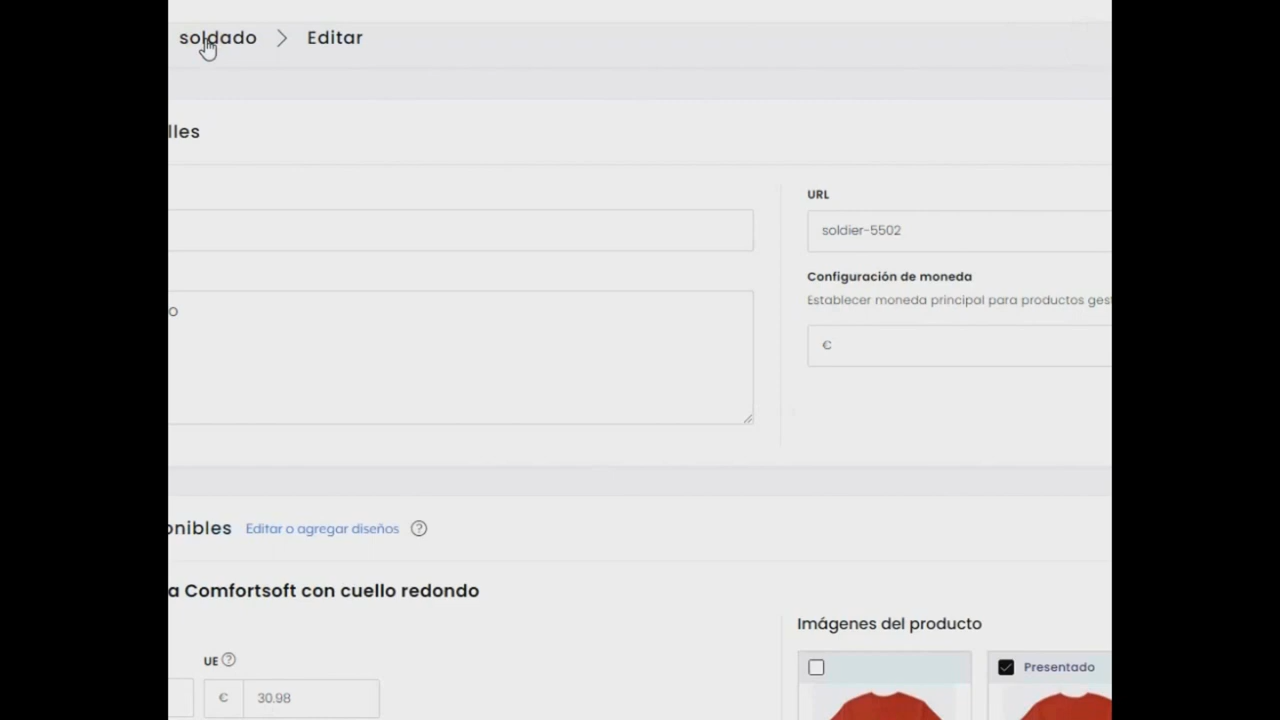 soldado > Editar
lles
URL
soldier-5502
Configuración de moneda
Establecer moneda principal para productos ges
€
o
onibles Editar o agregar diseños ?
a Comfortsoft con cuello redondo
Imágenes del producto
UE ?
€ 30.98
Presentado